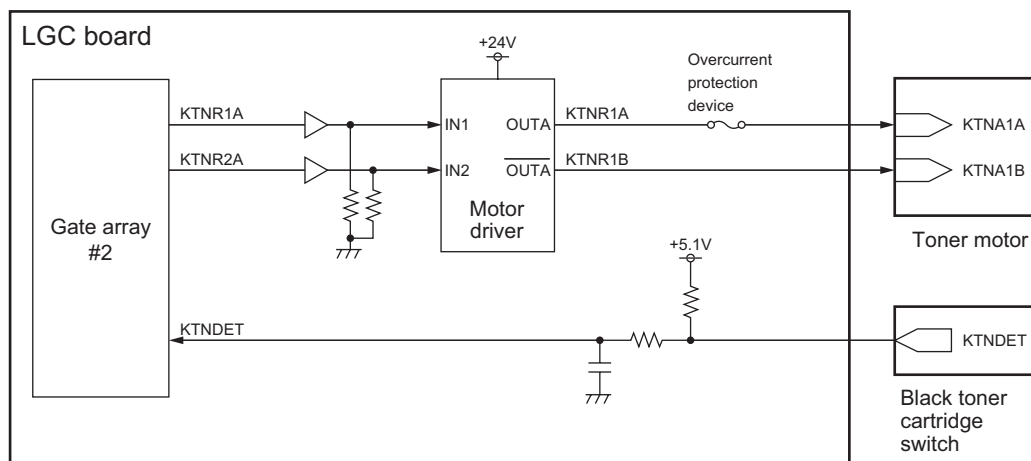 LGC board
+24V
Overcurrent
protection
device
KTNR1A
IN1
OUTA
KTNR1A
KTNA1A
KTNR2A
IN2
OUTA
KTNR1B
KTNA1B
Motor
driver
Gate array
#2
Toner motor
+5.1V
KTNDET
KTNDET
Black toner
cartridge
switch